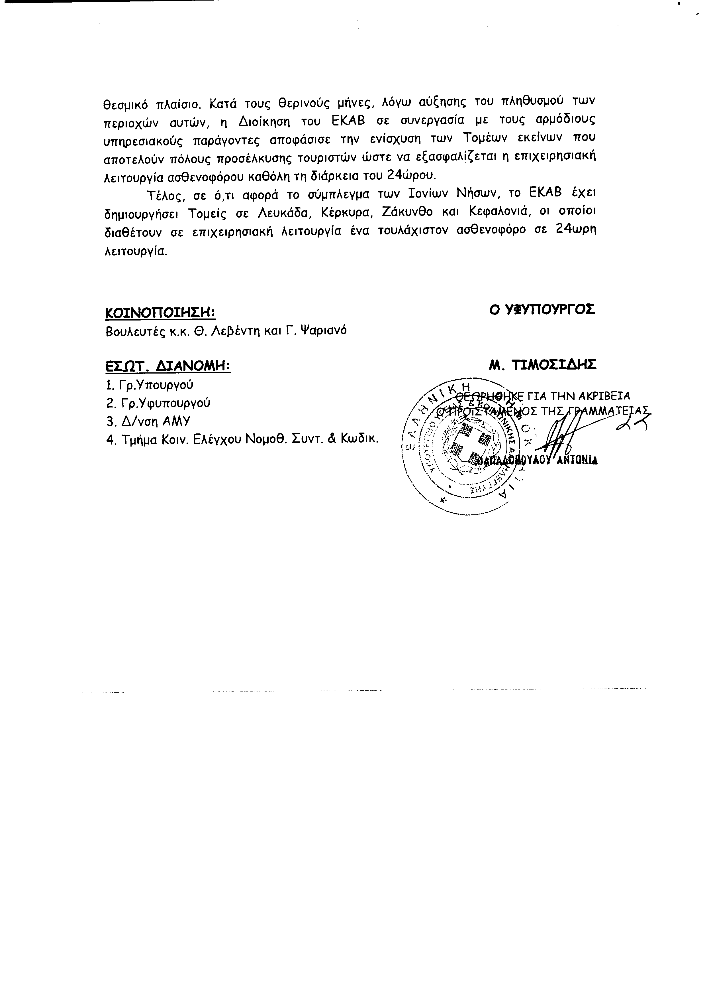 θεσμικό πλαίσιο. Κατά τους θερινούς μήνες, λόγω αύξησης του πληθυσμού των
περιοχών αυτών, η Διοίκηση του ΕΚΑΒ σε συνεργασία με τους αρμόδιους
υπηρεσιακούς παράγοντες αποφάσισε την ενίσχυση των Τομέων εκείνων που
αποτελούν πόλους προσέλκυσης τουριστών ώστε να εξασφαλίζεται η επιχειρησιακή
λειτουργία ασθενοφόρου καθόλη τη διάρκεια του 24ώρου.
Τέλος, σε ό,τι αφορά το σύμπλεγμα των Ιονίων Νήσων, το ΕΚΑΒ έχει
δημιουργήσει Τομείς σε Λευκάδα, Κέρκυρα, Ζάκυνθο και Κεφαλονιά, οι οποίοι
διαθέτουν σε επιχειρησιακή λειτουργία ένα τουλάχιστον ασθενοφόρο σε 24ωρη
λειτουργία.
ΚΟΙΝΟΠΟΙΗΣΗ:
Βουλευτές κ.κ. Θ. Λεβέντη και Γ. Ψαριανό
Ο ΥΦΥΠΟΥΡΓΟΣ
Μ. ΤΙΜΟΣΙΔΗΣ
ΕΣΩΤ. ΔΙΑΝΟΜΗ:
1. Γρ.Υπουργού
2. Γρ.Υφυπουργού
3. Δ/νση ΑΜΥ
4. Τμήμα Κοιν. Ελέγχου Νομοθ. Συντ. & Κωδικ.
ΘΕΩΡΗΘΗΚΕ ΓΙΑ ΤΗΝ ΑΚΡΙΒΕΙΑ
Ο ΠΡΟΪΣΤΑΜΕΝΟΣ ΤΗΣ ΓΡΑΜΜΑΤΕΙΑΣ
ΠΑΠΑΔΟΠΟΥΛΟΥ ΑΝΤΩΝΙΑ
ΕΛΛΗΝΙΚΗ ΔΗΜΟΚΡΑΤΙΑ
ΥΠΟΥΡΓΕΙΟ ΥΓΕΙΑΣ & ΚΟΙΝΩΝΙΚΗΣ ΑΛΛΗΛΕΓΓΥΗΣ